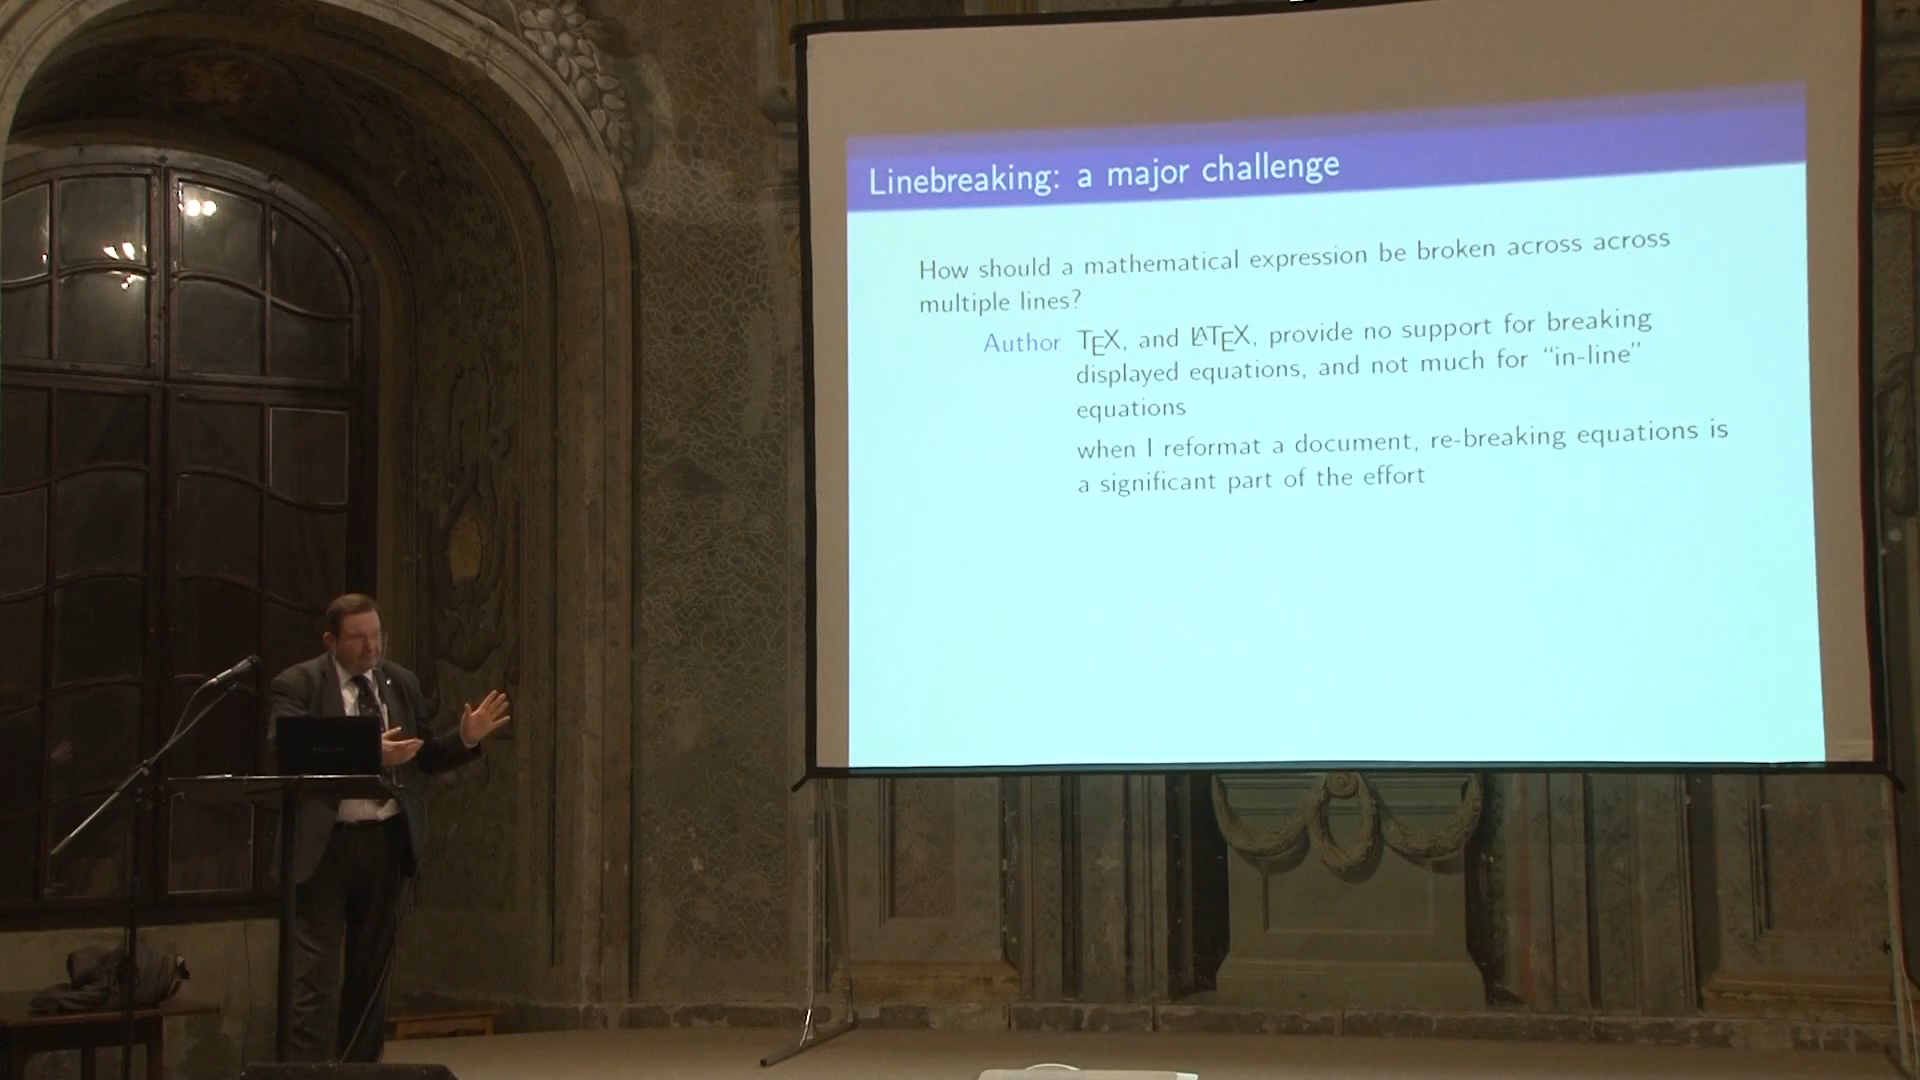 Linebreaking: a major challenge
How should a mathematical expression be broken across across
multiple lines?
Author TEX, and LATEX, provide no support for breaking
displayed equations, and not much for “in-line”
equations
when I reformat a document, re-breaking equations is
a significant part of the effort